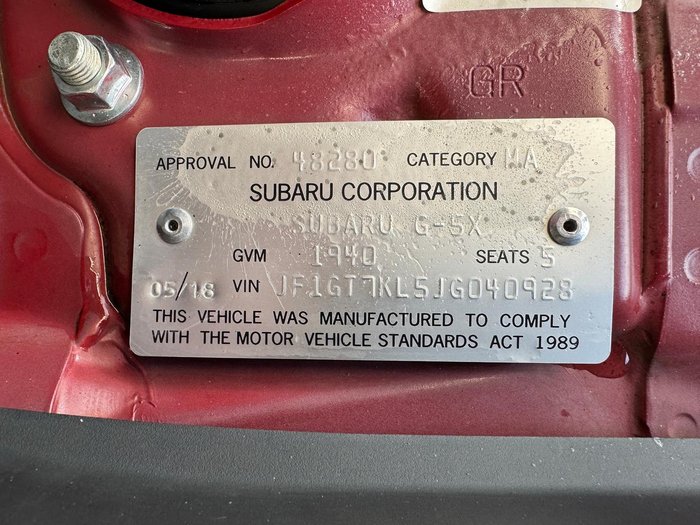 GR
APPROVAL NO. 48280 CATEGORY MA
SUBARU CORPORATION
SUBARU G-5X
GVM 1940 SEATS 5
05/18 VIN JF1GT7KL5JG040928
THIS VEHICLE WAS MANUFACTURED TO COMPLY
WITH THE MOTOR VEHICLE STANDARDS ACT 1989